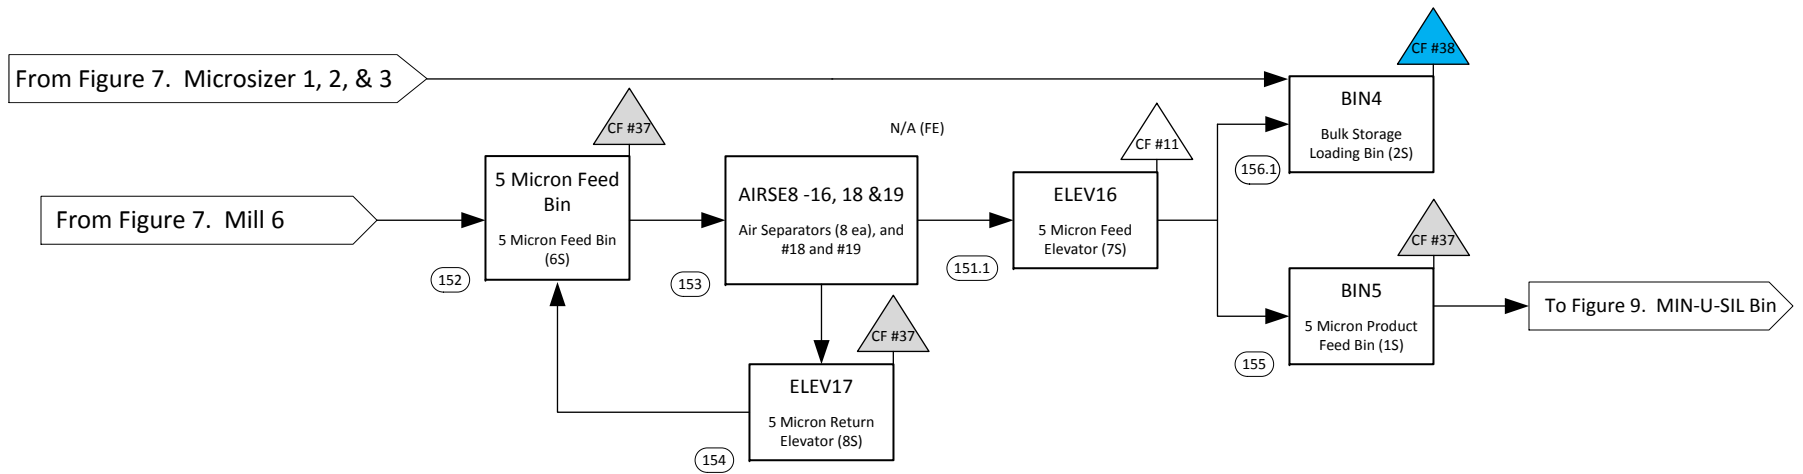 CF #38
From Figure 7.  Microsizer 1, 2, & 3
BIN4
Bulk Storage
Loading Bin (2S)
156.1
CF #37
N/A (FE)
CF #11
From Figure 7.  Mill 6
5 Micron Feed
Bin
5 Micron Feed Bin
(6S)
152
AIRSE8 -16, 18 &19
Air Separators (8 ea), and
#18 and #19
153
ELEV16
5 Micron Feed
Elevator (7S)
151.1
CF #37
BIN5
5 Micron Product
Feed Bin (1S)
155
To Figure 9.  MIN-U-SIL Bin
CF #37
ELEV17
5 Micron Return
Elevator (8S)
154